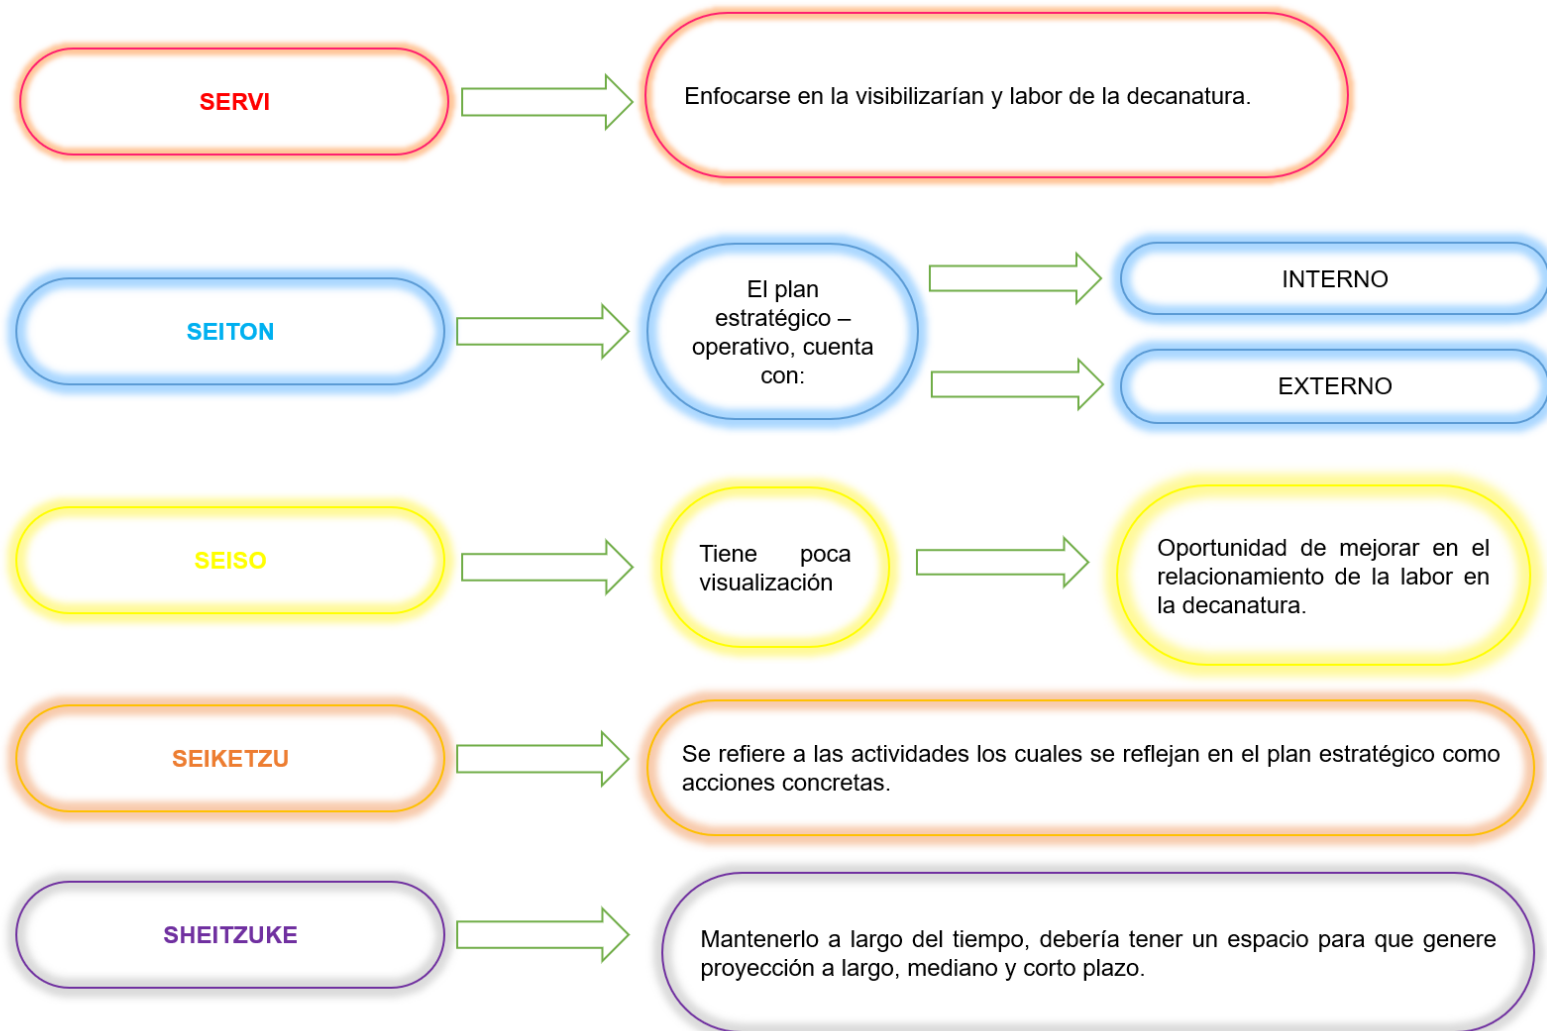 SERVI
Enfocarse en la visibilizarían y labor de la decanatura.
SEITON
El plan
estratégico –
operativo, cuenta
con:
INTERNO
EXTERNO
SEISO
Tiene poca
visualización
Oportunidad de mejorar en el
relacionamiento de la labor en
la decanatura.
SEIKETZU
Se refiere a las actividades los cuales se reflejan en el plan estratégico como
acciones concretas.
SHEITZUKE
Mantenerlo a largo del tiempo, debería tener un espacio para que genere
proyección a largo, mediano y corto plazo.